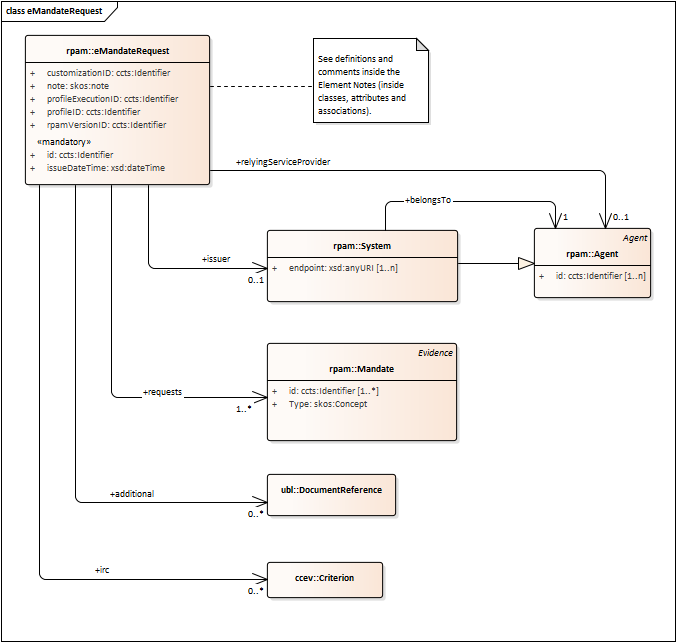 class eMandateRequest
rpam::eMandateRequest
+ customizationID: ccts:Identifier
+ note: skos:note
+ profileExecutionID: ccts:Identifier
+ profileID: ccts:Identifier
+ rpamVersionID: ccts:Identifier
«mandatory»
+ id: ccts:Identifier
+ issueDateTime: xsd:dateTime
See definitions and
comments inside the
Element Notes (inside
classes, attributes and
associations).
+relyingServiceProvider
0..1
+belongsTo
1
+issuer
0..1
rpam::System
+ endpoint: xsd:anyURI [1..n]
Agent
rpam::Agent
+ id: ccts:Identifier [1..n]
Evidence
rpam::Mandate
+ id: ccts:Identifier [1..*]
+ Type: skos:Concept
+requests
1..*
ubl::DocumentReference
+additional
0..*
ccev::Criterion
+irc
0..*